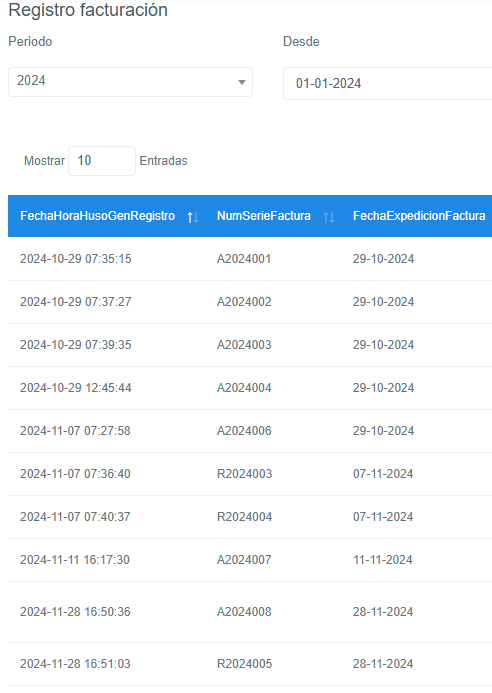 Registro facturación
Periodo Desde
2024 01-01-2024
Mostrar 10 Entradas
FechaHoraHusoGenRegistro NumSerieFactura FechaExpedicionFactura
2024-10-29 07:35:15 A2024001 29-10-2024
2024-10-29 07:37:27 A2024002 29-10-2024
2024-10-29 07:39:35 A2024003 29-10-2024
2024-10-29 12:45:44 A2024004 29-10-2024
2024-11-07 07:27:58 A2024006 29-10-2024
2024-11-07 07:36:40 R2024003 07-11-2024
2024-11-07 07:40:37 R2024004 07-11-2024
2024-11-11 16:17:30 A2024007 11-11-2024
2024-11-28 16:50:36 A2024008 28-11-2024
2024-11-28 16:51:03 R2024005 28-11-2024